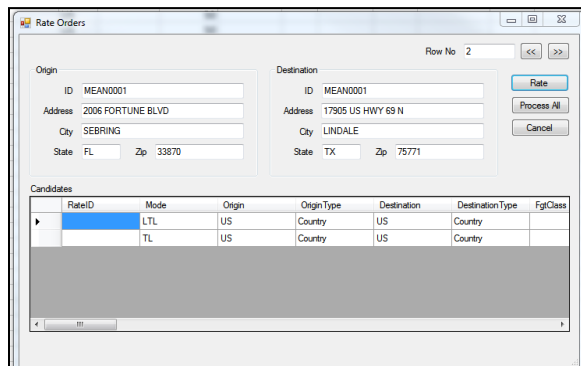 Rate Orders
Row No 2 << >>
Origin
ID MEAN0001
Address 2006 FORTUNE BLVD
City SEBRING
State FL Zip 33870
Destination
ID MEAN0001
Address 17905 US HWY 69 N
City LINDALE
State TX Zip 75771
Rate
Process All
Cancel
Candidates
RateID Mode Origin OriginType Destination DestinationType FgtClass
LTL US Country US Country
TL US Country US Country